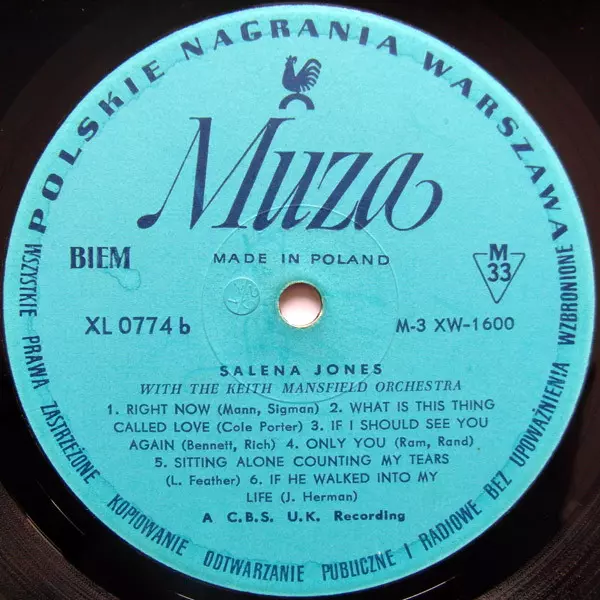 POLSKIE NAGRANIA WARSZAWA
Muza
MADE IN POLAND
BIEM
M
33
XL 0774 b
M-3 XW-1600
SALENA JONES
WITH THE KEITH MANSFIELD ORCHESTRA
1. RIGHT NOW (Mann, Sigman) 2. WHAT IS THIS THING
CALLED LOVE (Cole Porter) 3. IF I SHOULD SEE YOU
AGAIN (Bennett, Rich) 4. ONLY YOU (Ram, Rand)
5. SITTING ALONE COUNTING MY TEARS
(L. Feather) 6. IF HE WALKED INTO MY
LIFE (J. Herman)
A C.B.S. U.K. Recording
WSZYSTKIE PRAWA ZASTRZEŻONE KOPIOWANIE ODTWARZANIE PUBLICZNE I RADIOWE BEZ UPOWAŻNIENIA WZBRONIONE